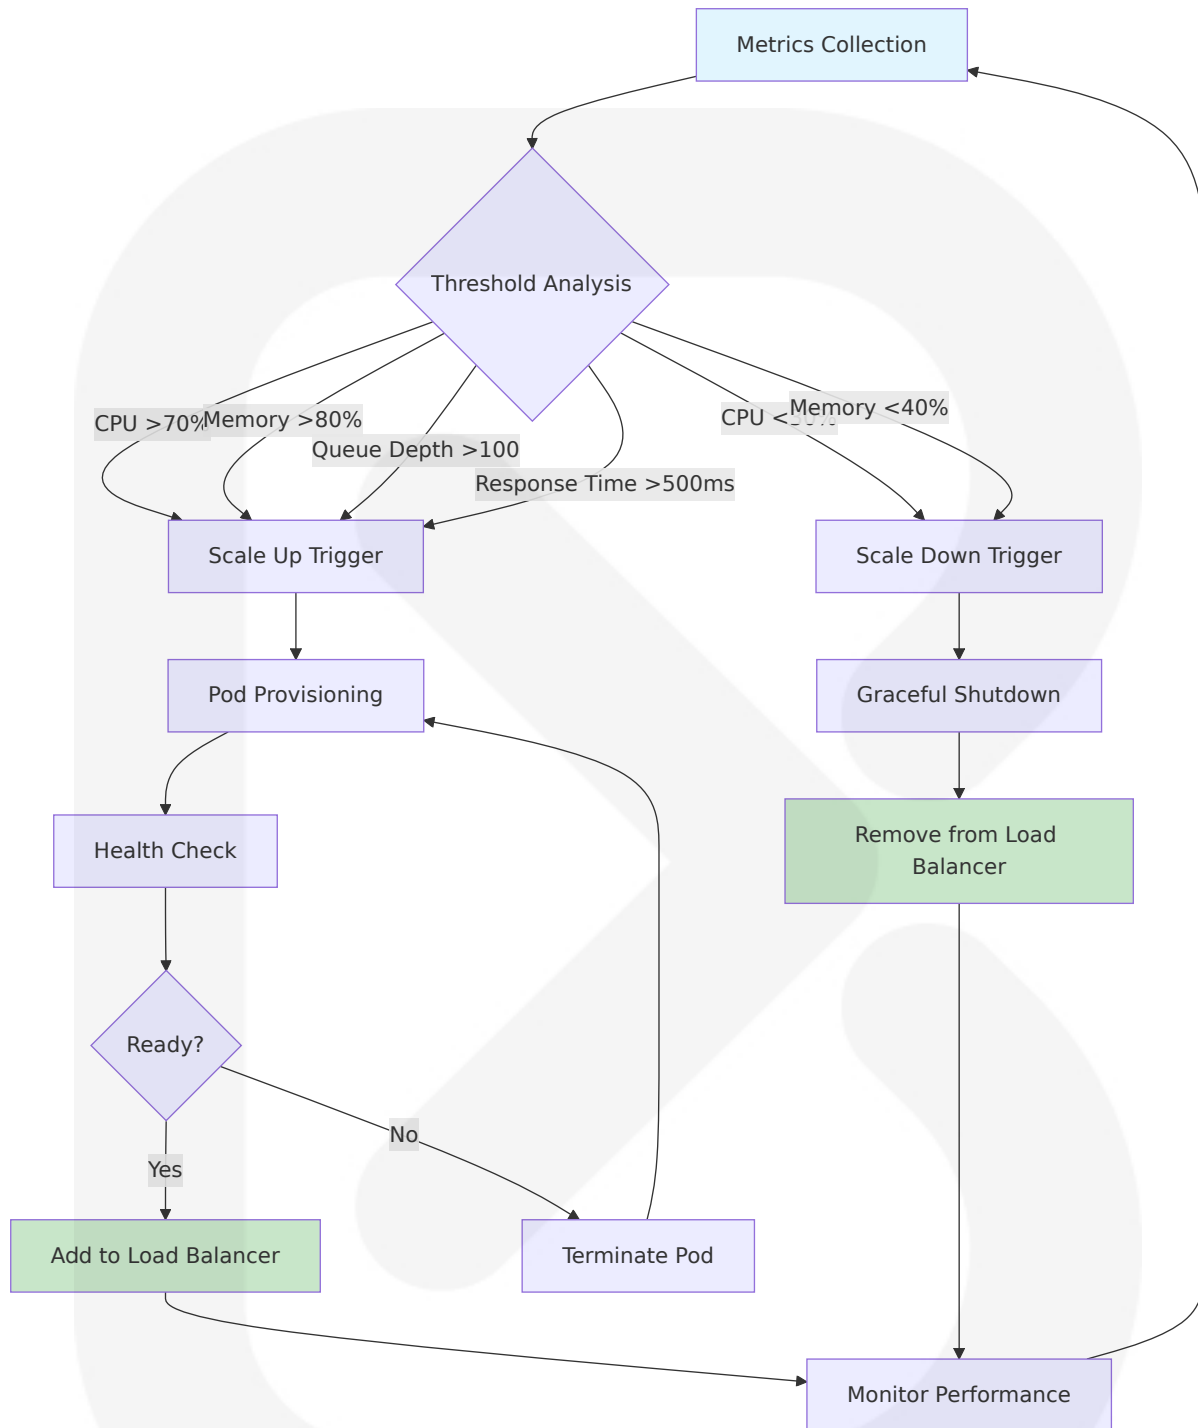 Metrics Collection
Threshold Analysis
CPU >70%
Memory >80%
Queue Depth >100
Response Time >500ms
CPU <30%
Memory <40%
Scale Up Trigger
Scale Down Trigger
Pod Provisioning
Graceful Shutdown
Health Check
Remove from Load
Balancer
Ready?
No
Yes
Add to Load Balancer
Terminate Pod
Monitor Performance